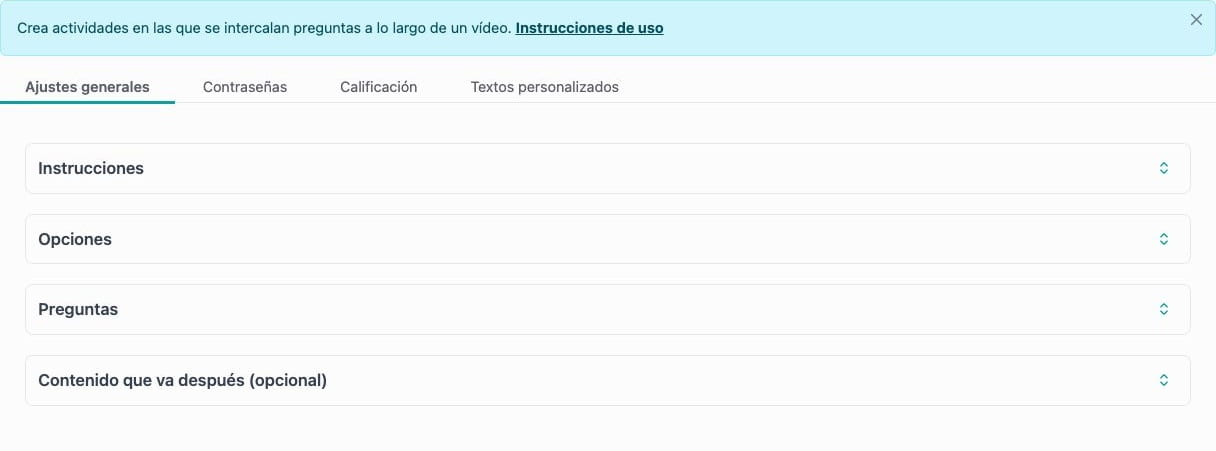 Crea actividades en las que se intercalan preguntas a lo largo de un vídeo. Instrucciones de uso
Ajustes generales Contraseñas Calificación Textos personalizados
Instrucciones
Opciones
Preguntas
Contenido que va después (opcional)